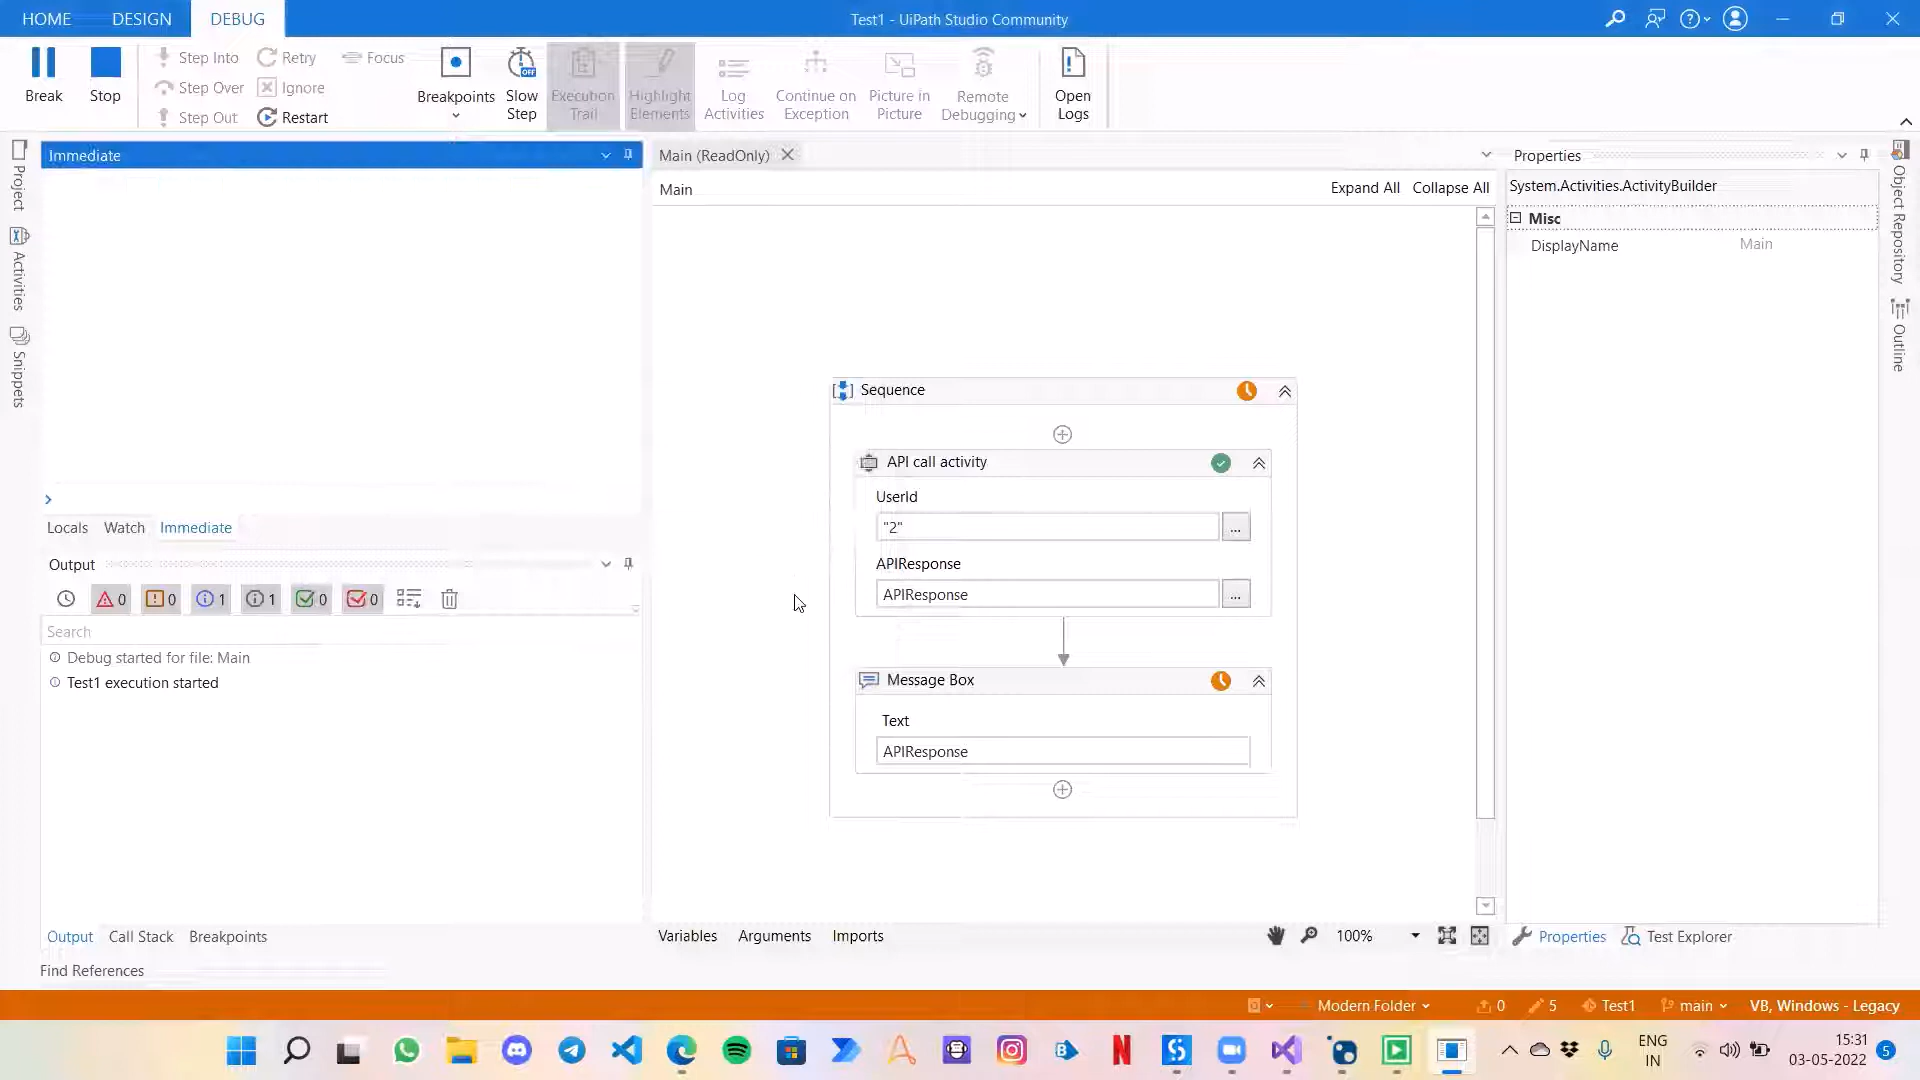 HOME DESIGN DEBUG
Test1 - UiPath Studio Community
Break
Stop
Step Into
Step Over
Step Out
Retry
Ignore
Restart
Focus
Breakpoints
Slow Step
OFF
Execution Trail
Highlight Elements
Log Activities
Continue on Exception
Picture in Picture
Remote Debugging
Open Logs
Project
Activities
Snippets
Immediate
Locals Watch Immediate
Output
0 0 1 1 0 0
Search
Debug started for file: Main
Test1 execution started
Output Call Stack Breakpoints
Find References
Main (ReadOnly)
Main
Expand All Collapse All
Sequence
API call activity
UserId
"2"
...
APIResponse
APIResponse
...
Message Box
Text
APIResponse
Variables Arguments Imports
100%
Properties
System.Activities.ActivityBuilder
Misc
DisplayName Main
Properties Test Explorer
Object Repository
Outline
Modern Folder 0 5 Test1 main VB, Windows - Legacy
ENG
IN
15:31
03-05-2022
5